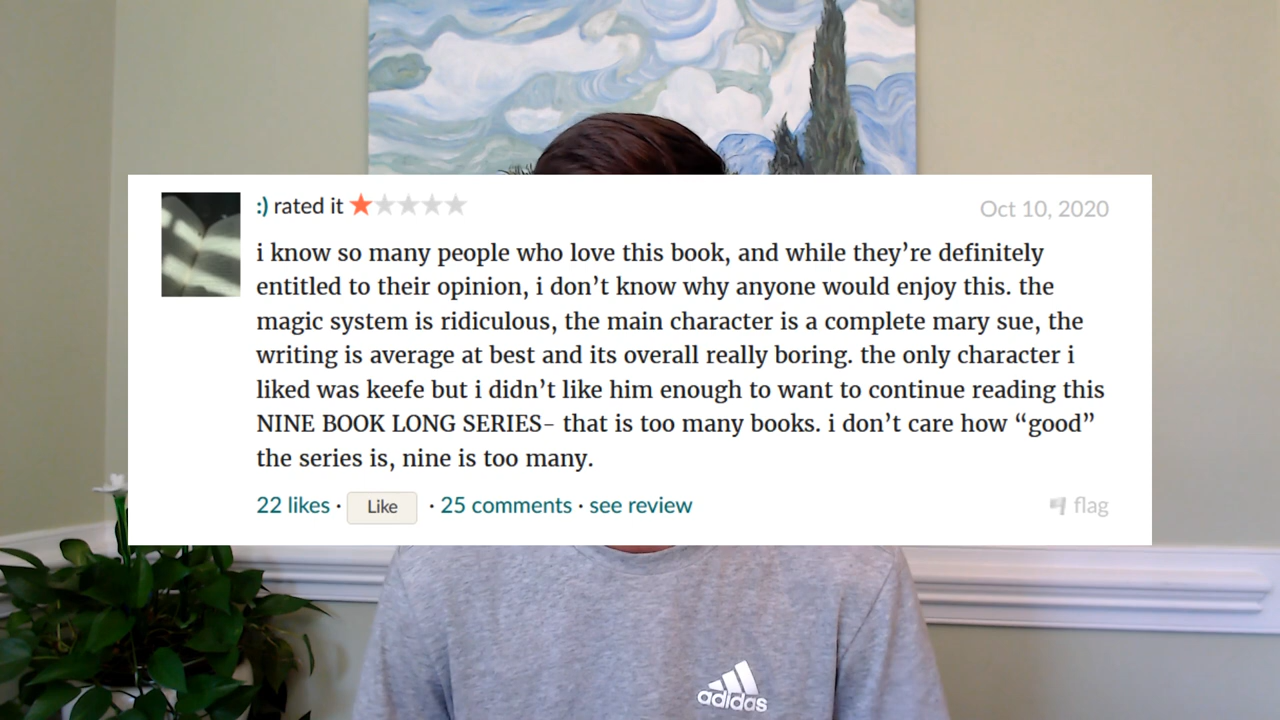 :) rated it
Oct 10, 2020
i know so many people who love this book, and while they’re definitely
entitled to their opinion, i don’t know why anyone would enjoy this. the
magic system is ridiculous, the main character is a complete mary sue, the
writing is average at best and its overall really boring. the only character i
liked was keefe but i didn’t like him enough to want to continue reading this
NINE BOOK LONG SERIES- that is too many books. i don’t care how “good”
the series is, nine is too many.
22 likes · Like · 25 comments · see review
flag
adidas